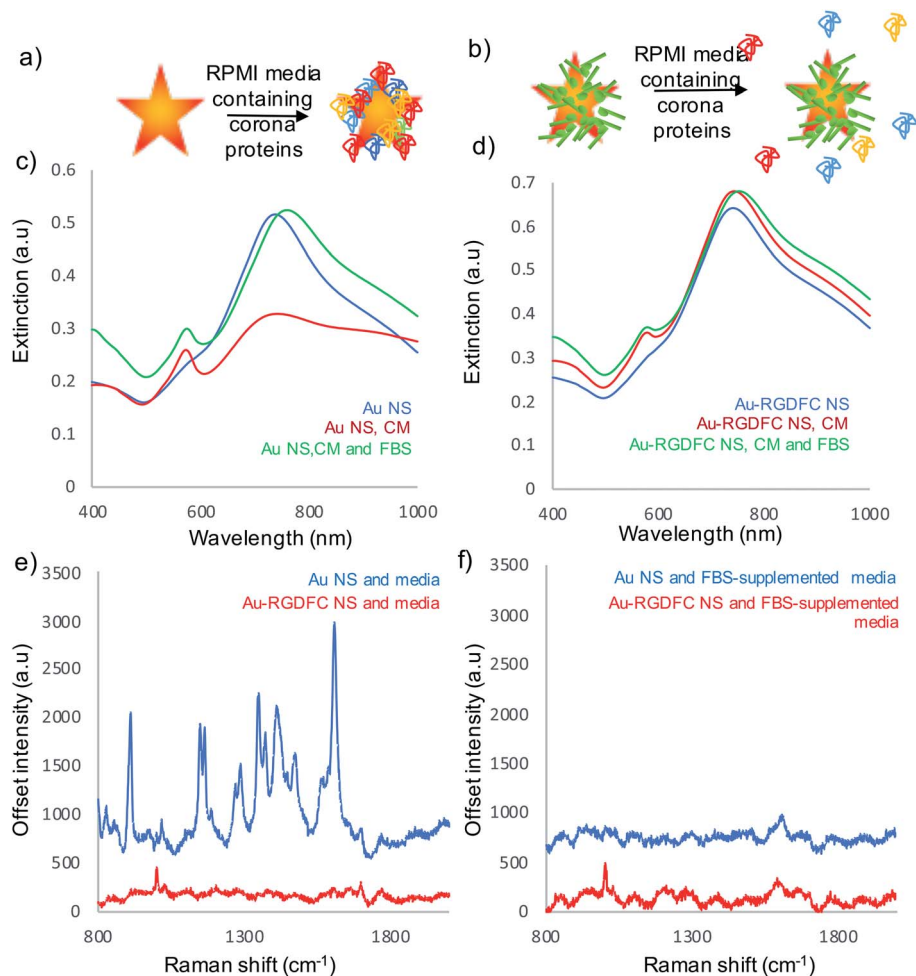 a)
RPMI media
containing
corona
proteins
b)
RPMI media
containing
corona
proteins
c)
0.6
0.5
0.4
0.3
0.2
0.1
0
Extinction (a.u)
Au NS
Au NS, CM
Au NS,CM and FBS
400
600
800
1000
Wavelength (nm)
d)
0.7
0.6
0.5
0.4
0.3
0.2
0.1
0
Extinction (a.u)
Au-RGDFC NS
Au-RGDFC NS, CM
Au-RGDFC NS, CM and FBS
400
600
800
1000
Wavelength (nm)
e)
3500
3000
2500
2000
1500
1000
500
0
Offset intensity (a.u)
Au NS and media
Au-RGDFC NS and media
800
1300
1800
Raman shift (cm⁻¹)
f)
3500
3000
2500
2000
1500
1000
500
0
Offset intensity (a.u)
Au NS and FBS-supplemented media
Au-RGDFC NS and FBS-supplemented
media
800
1300
1800
Raman shift (cm⁻¹)